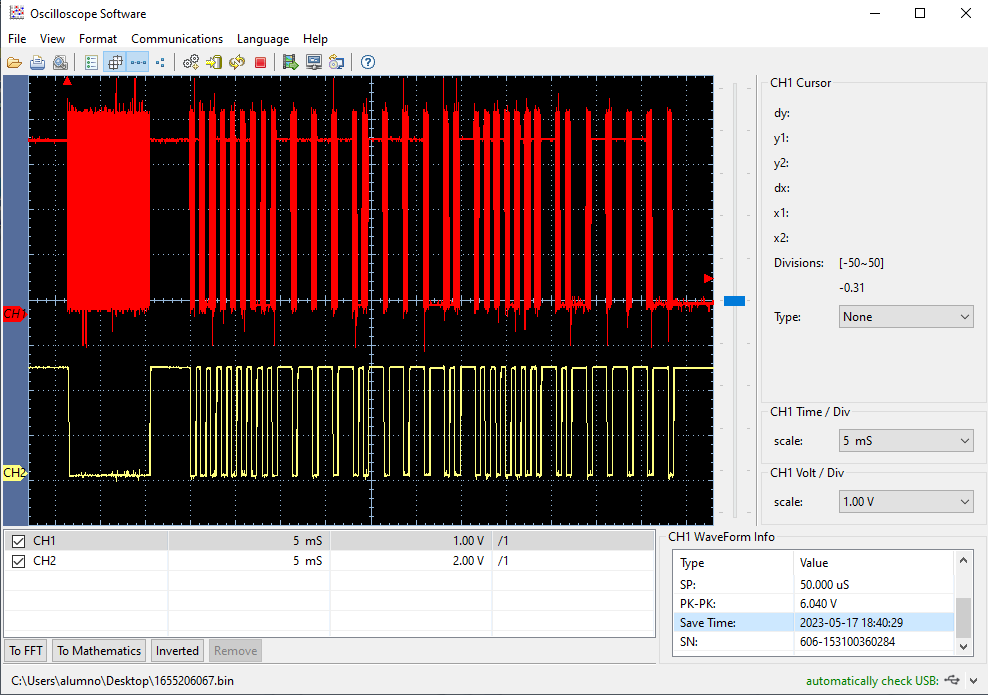 Oscilloscope Software
File View Format Communications Language Help
CH1 Cursor
dy:
y1:
y2:
dx:
x1:
x2:
Divisions: [-50~50]
-0.31
Type: None
CH1
CH1 Time / Div
scale: 5 mS
CH2
CH1 Volt / Div
scale: 1.00 V
CH1 5 mS 1.00 V /1
CH2 5 mS 2.00 V /1
CH1 WaveForm Info
Type Value
SP: 50.000 uS
PK-PK: 6.040 V
Save Time: 2023-05-17 18:40:29
SN: 606-153100360284
To FFT To Mathematics Inverted Remove
C:\Users\alumno\Desktop\1655206067.bin automatically check USB: